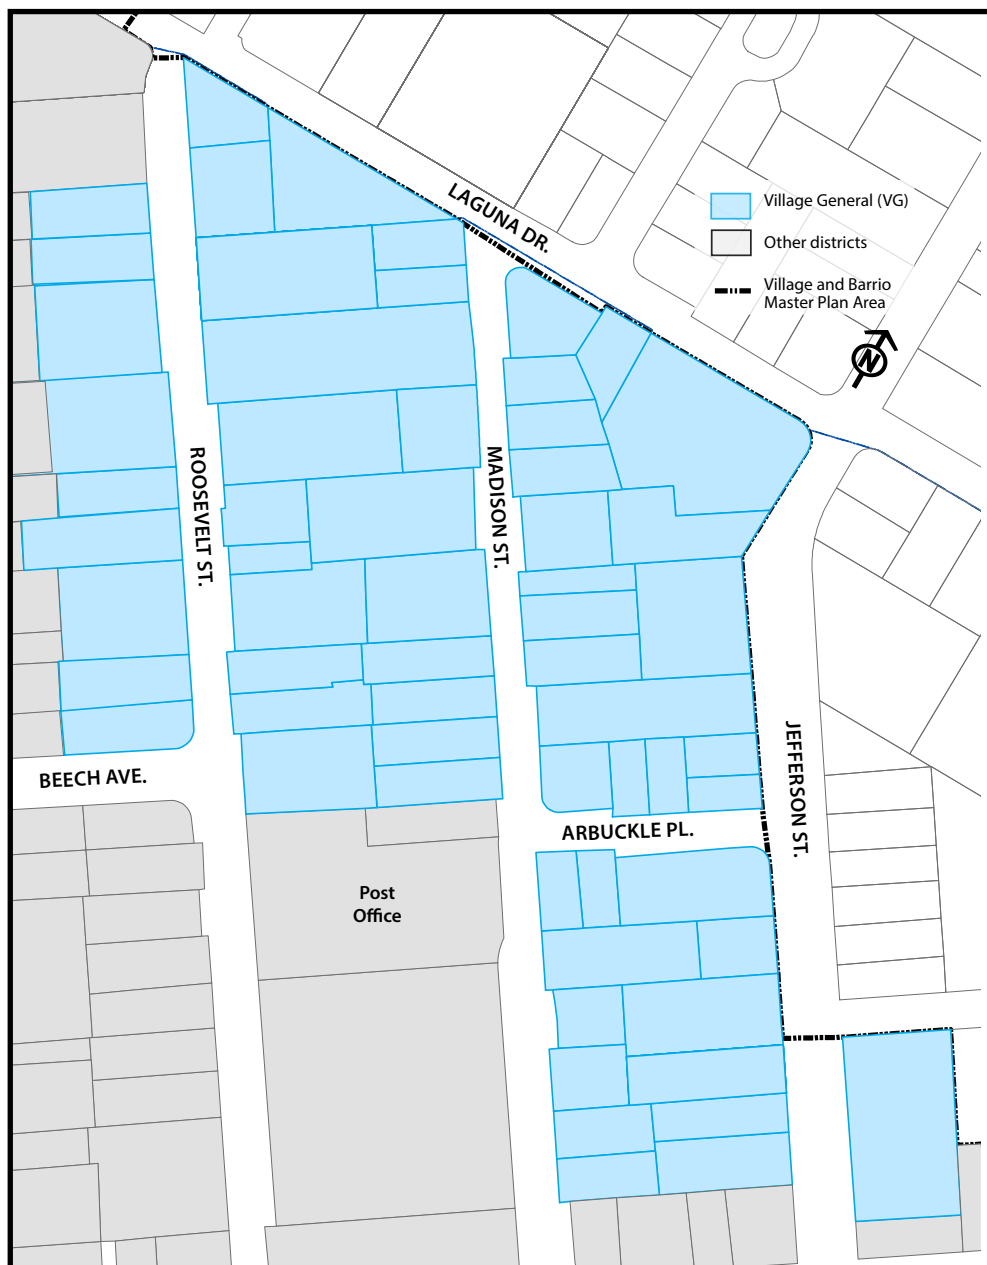 LAGUNA DR.
Village General (VG)
Other districts
Village and Barrio
Master Plan Area
N
ROOSEVELT ST.
MADISON ST.
JEFFERSON ST.
BEECH AVE.
ARBUCKLE PL.
Post
Office